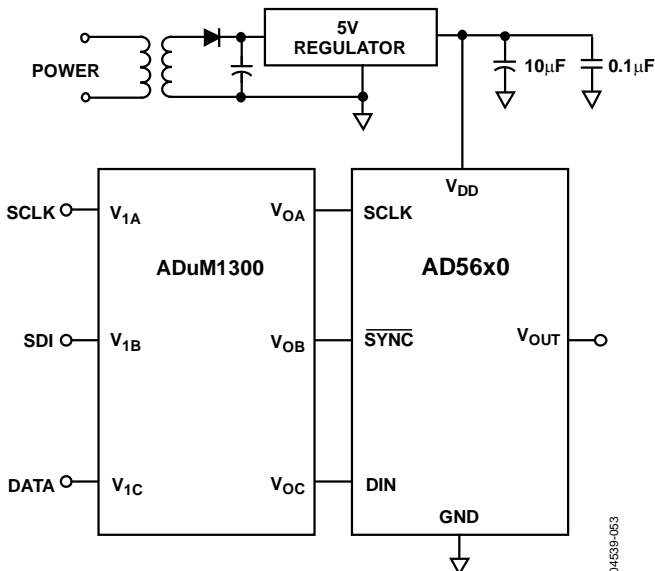 5V
REGULATOR
POWER
10μF
0.1μF
VDD
SCLK
V1A
VOA
SCLK
ADuM1300
AD56x0
SDI
V1B
VOB
SYNC
VOUT
DATA
V1C
VOC
DIN
GND
04539-053